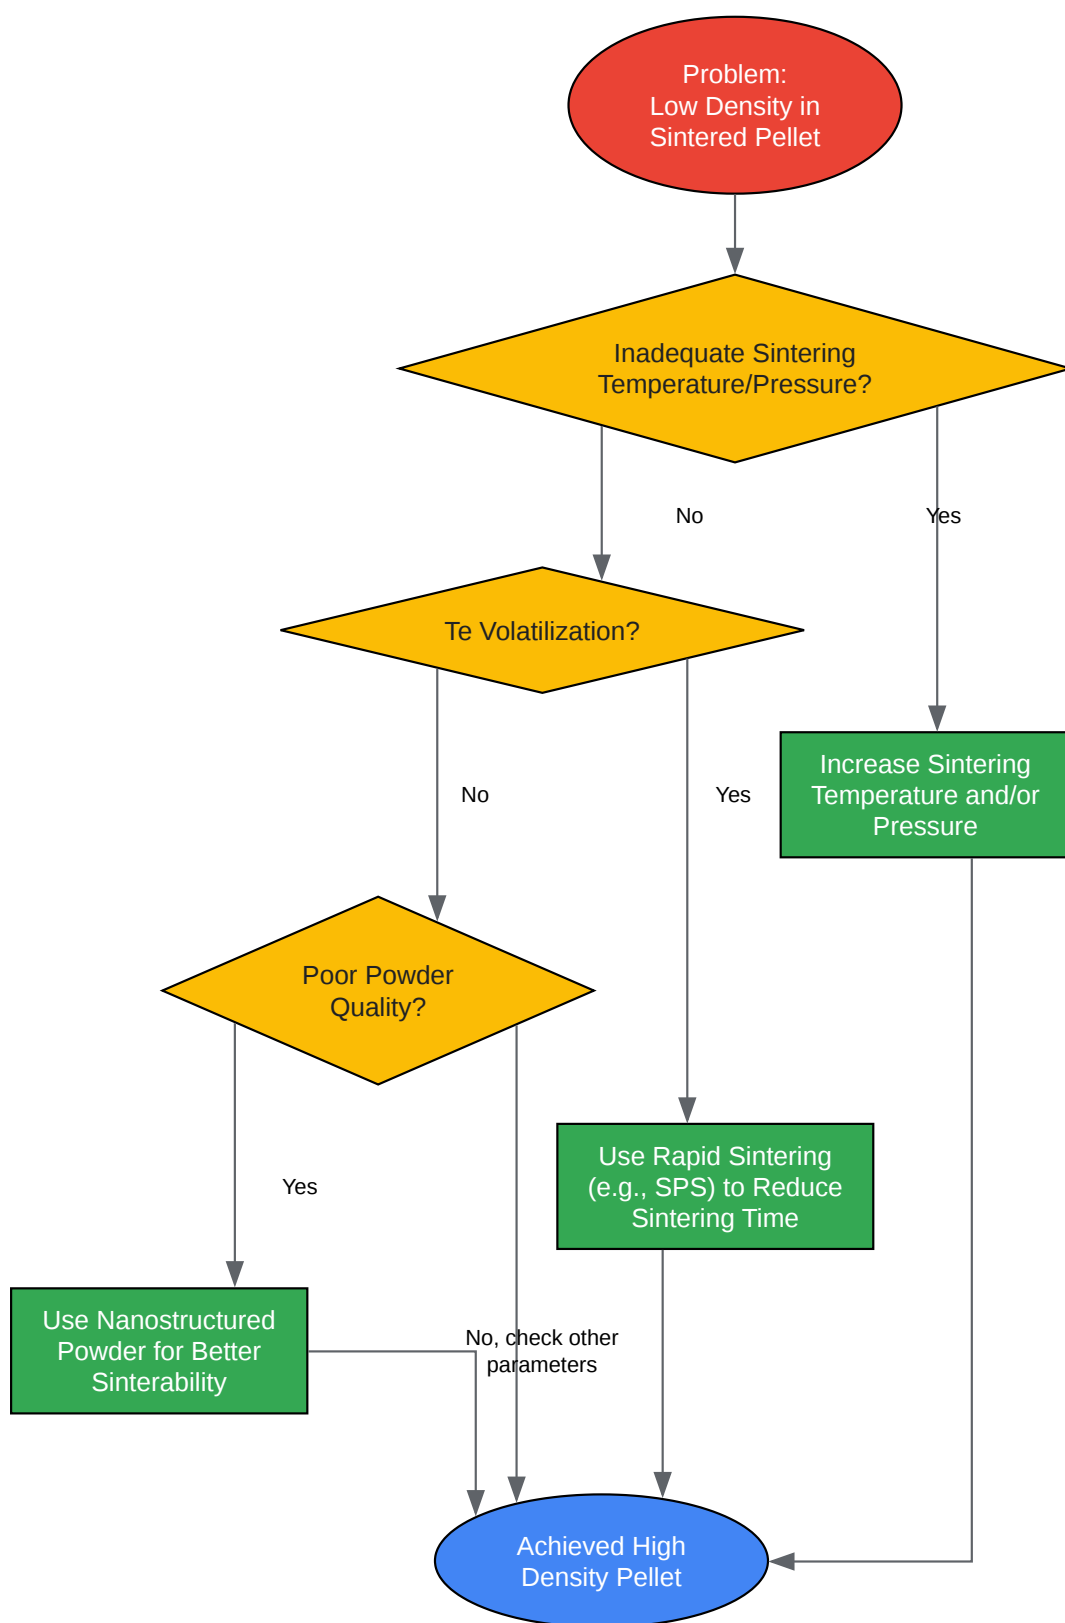 Problem:
Low Density in
Sintered Pellet
Inadequate Sintering
Temperature/Pressure?
No
Yes
Te Volatilization?
Increase Sintering
Temperature and/or
Pressure
No
Yes
Poor Powder
Quality?
Use Rapid Sintering
(e.g., SPS) to Reduce
Sintering Time
Yes
Use Nanostructured
Powder for Better
Sinterability
No, check other
parameters
Achieved High
Density Pellet